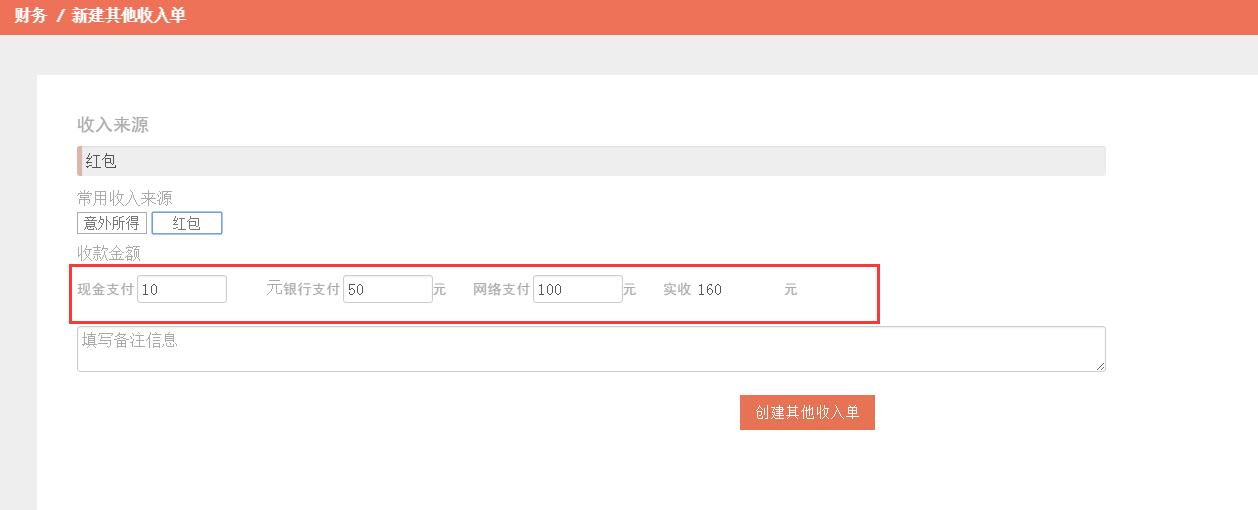 财务 / 新建其他收入单
收入来源
红包
常用收入来源
意外所得 红包
收款金额
现金支付 10 元银行支付 50 元 网络支付 100 元 实收 160 元
填写备注信息
创建其他收入单